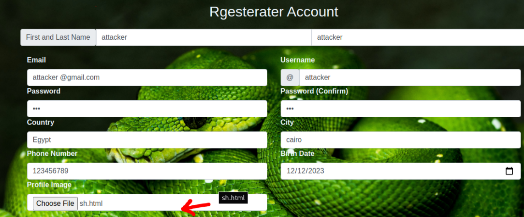 Rgesterater Account
First and Last Name attacker attacker
Email Username
attacker @gmail.com @ attacker
Password Password (Confirm)
••• •••
Country City
Egypt cairo
Phone Number Birth Date
123456789 12/12/2023
Profile Image
Choose File sh.html sh.html